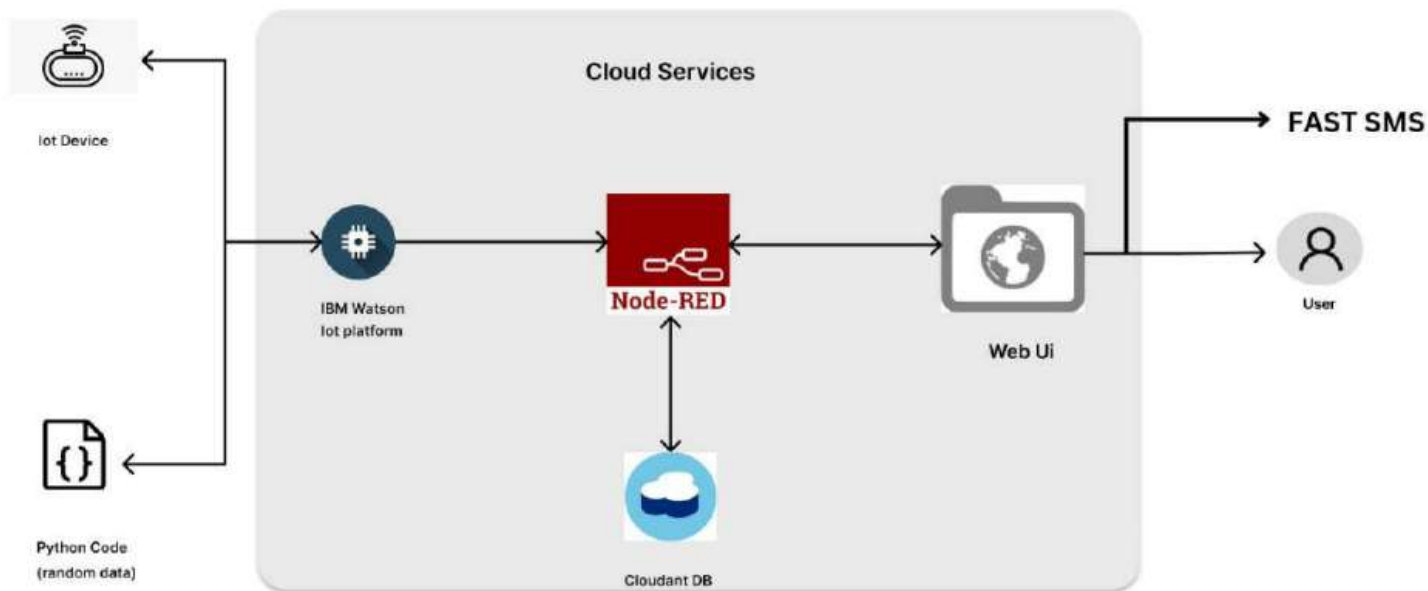 Cloud Services
FAST SMS
Iot Device
IBM Watson
Iot platform
Node-RED
Web Ui
User
Python Code
(random data)
Cloudant DB